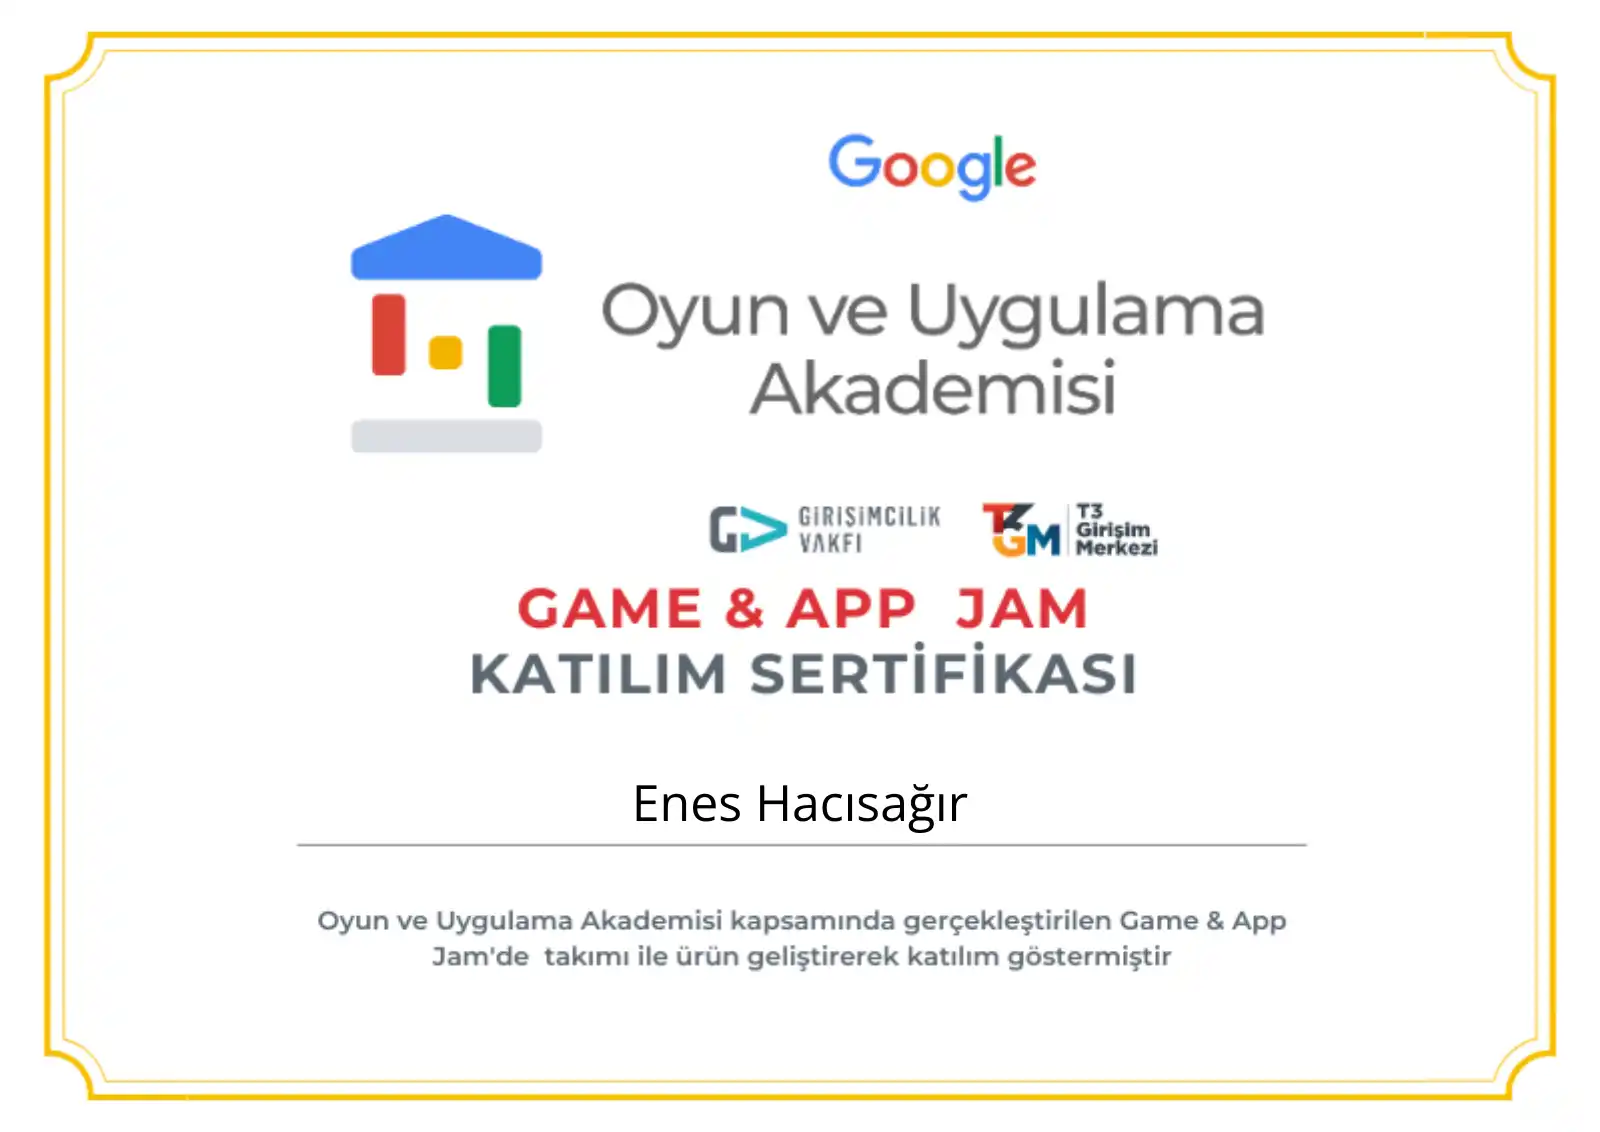 Google
Oyun ve Uygulama
Akademisi
GİRİŞİMCİLİK
VAKFI
T3GM
T3
Girişim
Merkezi
GAME & APP JAM
KATILIM SERTİFİKASI
Enes Hacısağır
Oyun ve Uygulama Akademisi kapsamında gerçekleştirilen Game & App
Jam'de takımı ile ürün geliştirerek katılım göstermiştir